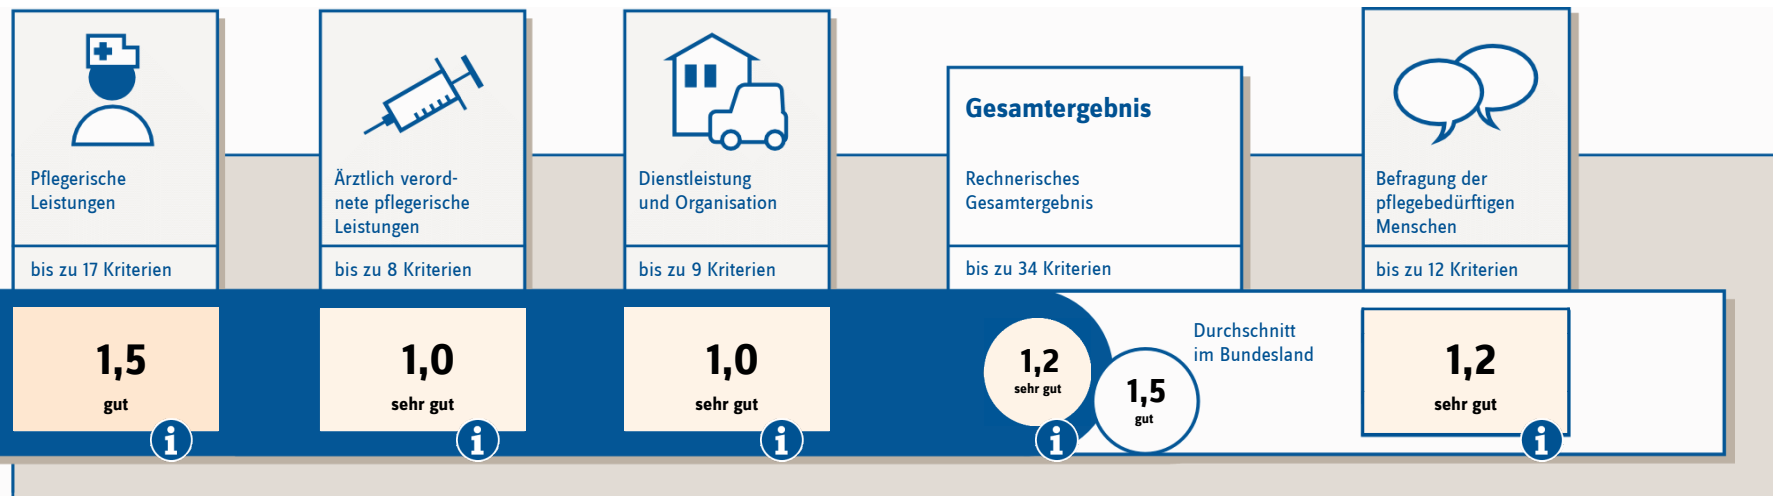 Pflegerische
Leistungen
bis zu 17 Kriterien
1,5
gut
Ärztlich verord-
nete pflegerische
Leistungen
bis zu 8 Kriterien
1,0
sehr gut
Dienstleistung
und Organisation
bis zu 9 Kriterien
1,0
sehr gut
Gesamtergebnis
Rechnerisches
Gesamtergebnis
bis zu 34 Kriterien
1,2
sehr gut
1,5
gut
Durchschnitt
im Bundesland
Befragung der
pflegebedürftigen
Menschen
bis zu 12 Kriterien
1,2
sehr gut